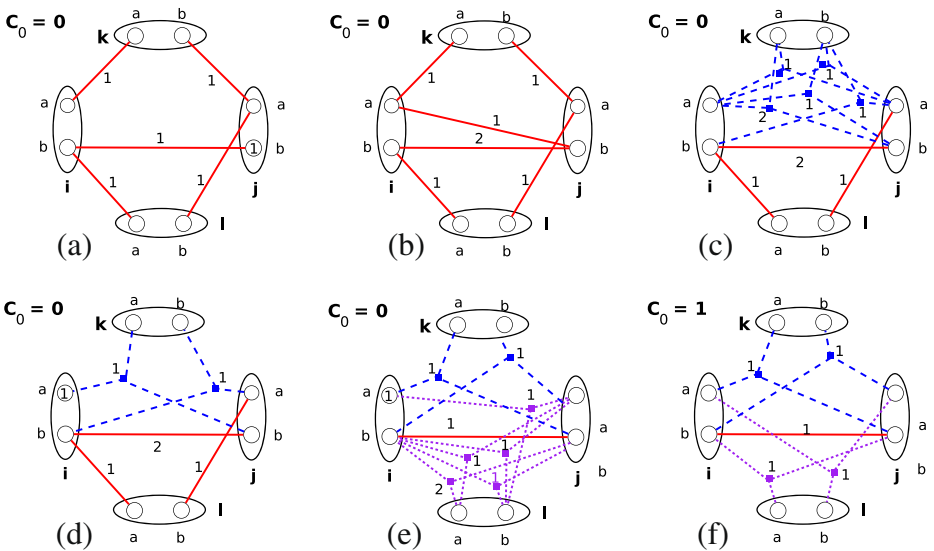 C0 = 0
a b
k
1 1
a a
1
b 1 b
i j
1 1
l
a b
(a)
C0 = 0
a b
k
1 1
a a
1
2
b b
i j
1 1
l
a b
(b)
C0 = 0
a b
k
1 1
a a
2 1 1
b b
2
i j
1 1
l
a b
(c)
C0 = 0
a b
k
1 1
a 1 a
b b
2
i j
1 1
l
a b
(d)
C0 = 0
a b
k
1 1
a 1 1
1 a
b
1 1
i j b
2 1
l
a b
(e)
C0 = 1
a b
k
1 1
a
1 a
b
i j b
1 1
l
a b
(f)